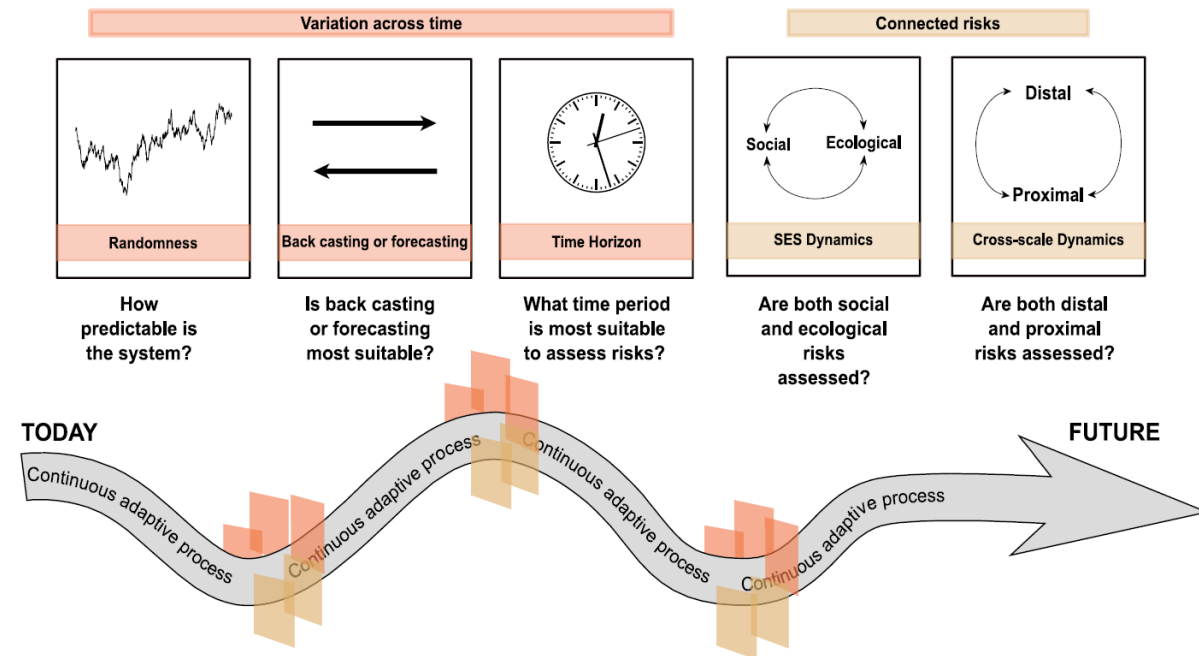 Variation across time
Connected risks
Randomness
Back casting or forecasting
Time Horizon
Social
Ecological
SES Dynamics
Distal
Proximal
Cross-scale Dynamics
How
predictable is
the system?
Is back casting
or forecasting
most suitable?
What time period
is most suitable
to assess risks?
Are both social
and ecological
risks
assessed?
Are both distal
and proximal
risks assessed?
TODAY
FUTURE
Continuous adaptive process
Continuous adaptive process
Continuous adaptive process
Continuous adaptive process